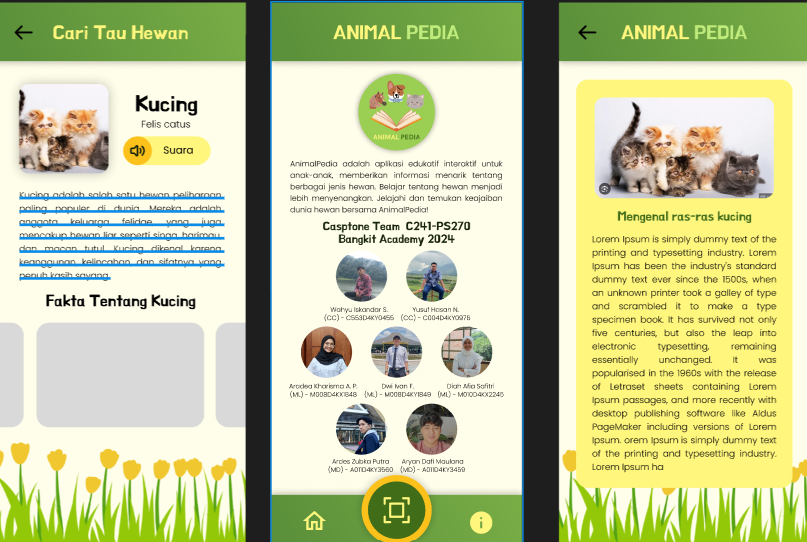 Cari Tau Hewan
Kucing
Felis catus
Suara
Kucing adalah salah satu hewan peliharaan
paling populer di dunia. Mereka adalah
anggota keluarga felidae yang juga
mencakup hewan liar seperti singa, harimau,
dan macan tutul. Kucing dikenal karena
keanggunan, kelincahan, dan sifatnya yang
penuh kasih sayang.
Fakta Tentang Kucing
ANIMAL PEDIA
ANIMAL PEDIA
AnimalPedia adalah aplikasi edukatif interaktif untuk
anak-anak, memberikan informasi menarik tentang
berbagai jenis hewan. Belajar tentang hewan menjadi
lebih menyenangkan. Jelajahi dan temukan keajaiban
dunia hewan bersama AnimalPedia!
Casptone Team C241-PS270
Bangkit Academy 2024
Wahyu Iskandar S.
(CC) - C553D4KY0455
Yusuf Hasan N.
(CC) - C004D4KY0976
Aradea Kharisma A. P.
(ML) - M008D4KX1848
Dwi Ivan F.
(ML) - M008D4KY1849
Diah Afia Safitri
(ML) - M010D4KX2245
Ardes Zubka Putra
(MD) - A011D4KY3560
Aryan Dafi Maulana
(MD) - A011D4KY3459
ANIMAL PEDIA
Mengenal ras-ras kucing
Lorem Ipsum is simply dummy text of the
printing and typesetting industry. Lorem
Ipsum has been the industry's standard
dummy text ever since the 1500s, when
an unknown printer took a galley of type
and scrambled it to make a type
specimen book. It has survived not only
five centuries, but also the leap into
electronic typesetting, remaining
essentially unchanged. It was
popularised in the 1960s with the release
of Letraset sheets containing Lorem
Ipsum passages, and more recently with
desktop publishing software like Aldus
PageMaker including versions of Lorem
Ipsum. orem Ipsum is simply dummy text
of the printing and typesetting industry.
Lorem Ipsum ha